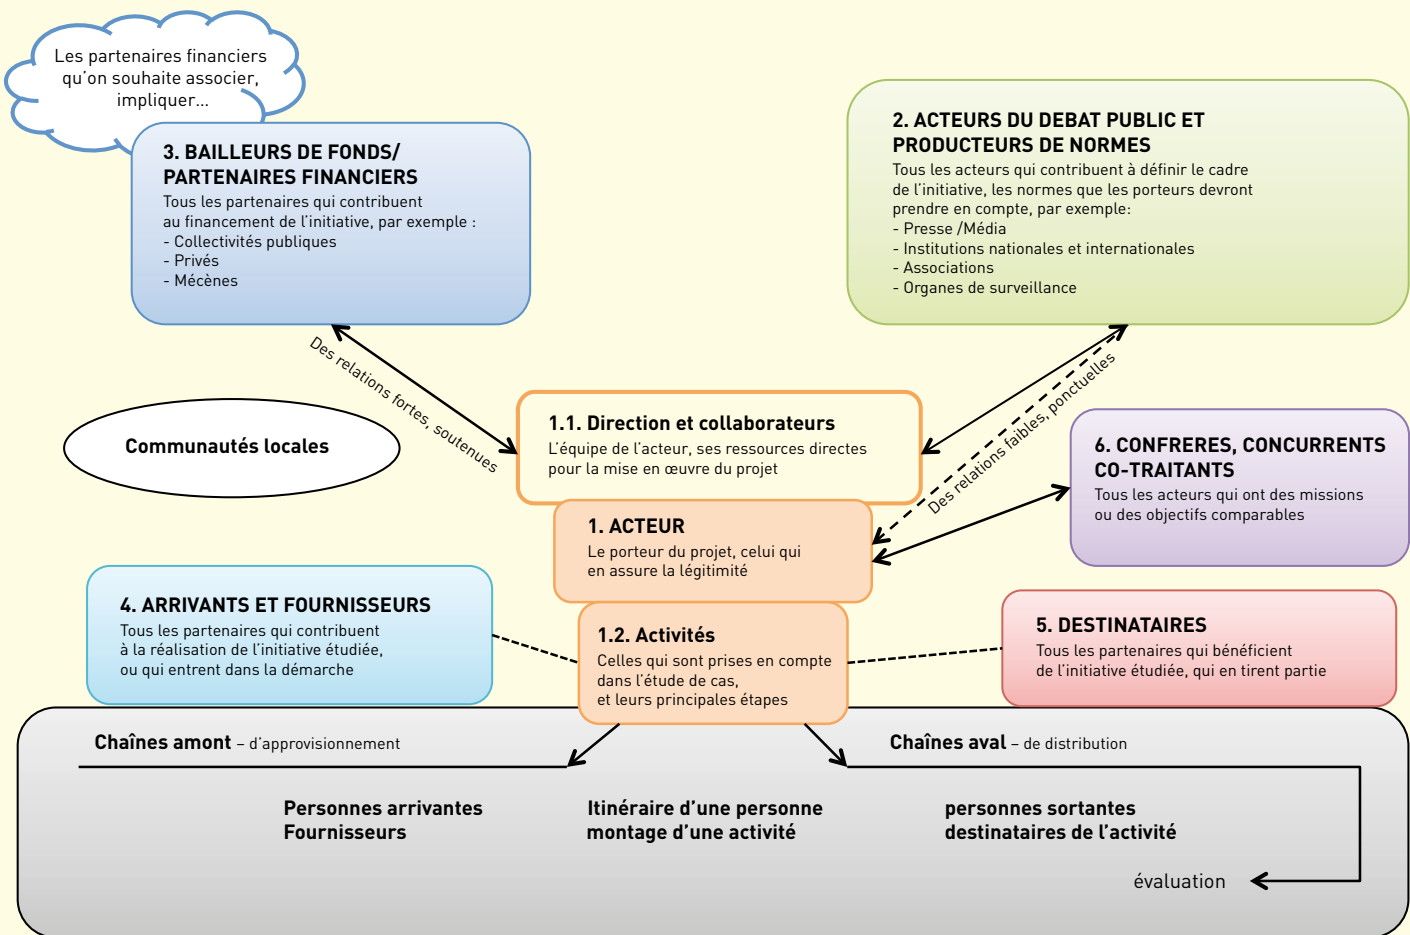 Les partenaires financiers
qu'on souhaite associer,
impliquer...
3. BAILLEURS DE FONDS/
PARTENAIRES FINANCIERS
Tous les partenaires qui contribuent
au financement de l'initiative, par exemple :
- Collectivités publiques
- Privés
- Mécènes
2. ACTEURS DU DEBAT PUBLIC ET
PRODUCTEURS DE NORMES
Tous les acteurs qui contribuent à définir le cadre
de l'initiative, les normes que les porteurs devront
prendre en compte, par exemple:
- Presse /Média
- Institutions nationales et internationales
- Associations
- Organes de surveillance
Des relations fortes, soutenues
Des relations faibles, ponctuelles
Communautés locales
1.1. Direction et collaborateurs
L'équipe de l'acteur, ses ressources directes
pour la mise en œuvre du projet
6. CONFRERES, CONCURRENTS
CO-TRAITANTS
Tous les acteurs qui ont des missions
ou des objectifs comparables
1. ACTEUR
Le porteur du projet, celui qui
en assure la légitimité
4. ARRIVANTS ET FOURNISSEURS
Tous les partenaires qui contribuent
à la réalisation de l'initiative étudiée,
ou qui entrent dans la démarche
1.2. Activités
Celles qui sont prises en compte
dans l'étude de cas,
et leurs principales étapes
5. DESTINATAIRES
Tous les partenaires qui bénéficient
de l'initiative étudiée, qui en tirent partie
Chaînes amont – d'approvisionnement
Chaînes aval – de distribution
Personnes arrivantes
Fournisseurs
Itinéraire d'une personne
montage d'une activité
personnes sortantes
destinataires de l'activité
évaluation